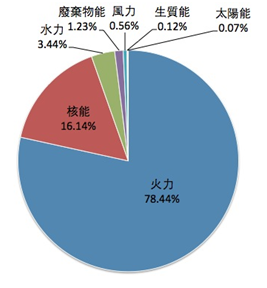 廢棄物能 風力 生質能 太陽能
水力 1.23% 0.56% 0.12% 0.07%
3.44%
核能
16.14%
火力
78.44%